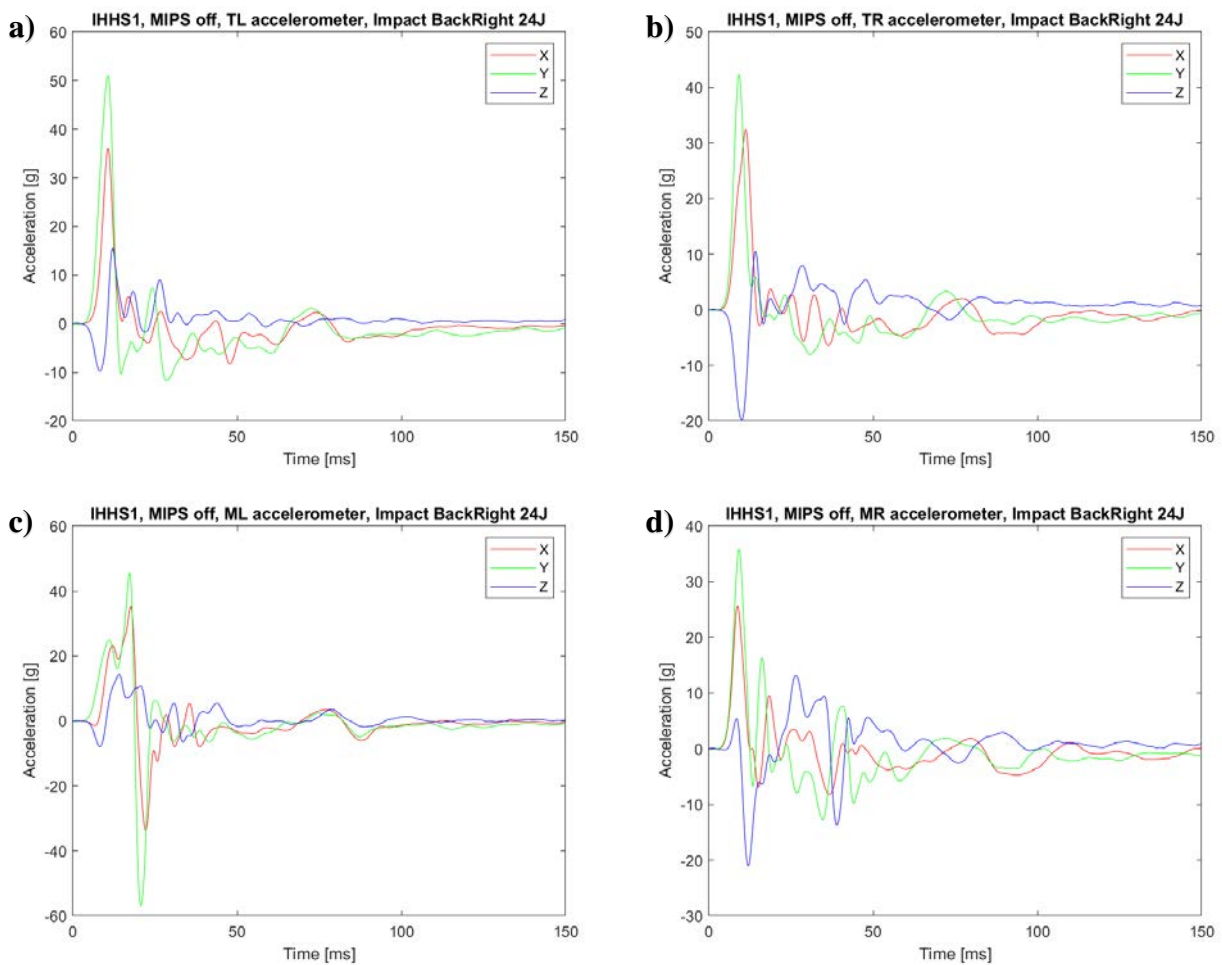 a)
IHHS1, MIPS off, TL accelerometer, Impact BackRight 24J
60
50
40
30
20
10
0
-10
-20
Acceleration [g]
X
Y
Z
0
50
100
150
Time [ms]
b)
IHHS1, MIPS off, TR accelerometer, Impact BackRight 24J
50
40
30
20
10
0
-10
-20
Acceleration [g]
X
Y
Z
0
50
100
150
Time [ms]
c)
IHHS1, MIPS off, ML accelerometer, Impact BackRight 24J
60
40
20
0
-20
-40
-60
Acceleration [g]
X
Y
Z
0
50
100
150
Time [ms]
d)
IHHS1, MIPS off, MR accelerometer, Impact BackRight 24J
40
30
20
10
0
-10
-20
-30
Acceleration [g]
X
Y
Z
0
50
100
150
Time [ms]